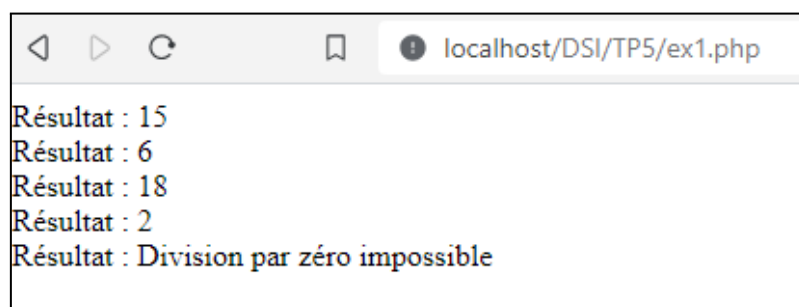 localhost/DSI/TP5/ex1.php
Résultat : 15
Résultat : 6
Résultat : 18
Résultat : 2
Résultat : Division par zéro impossible